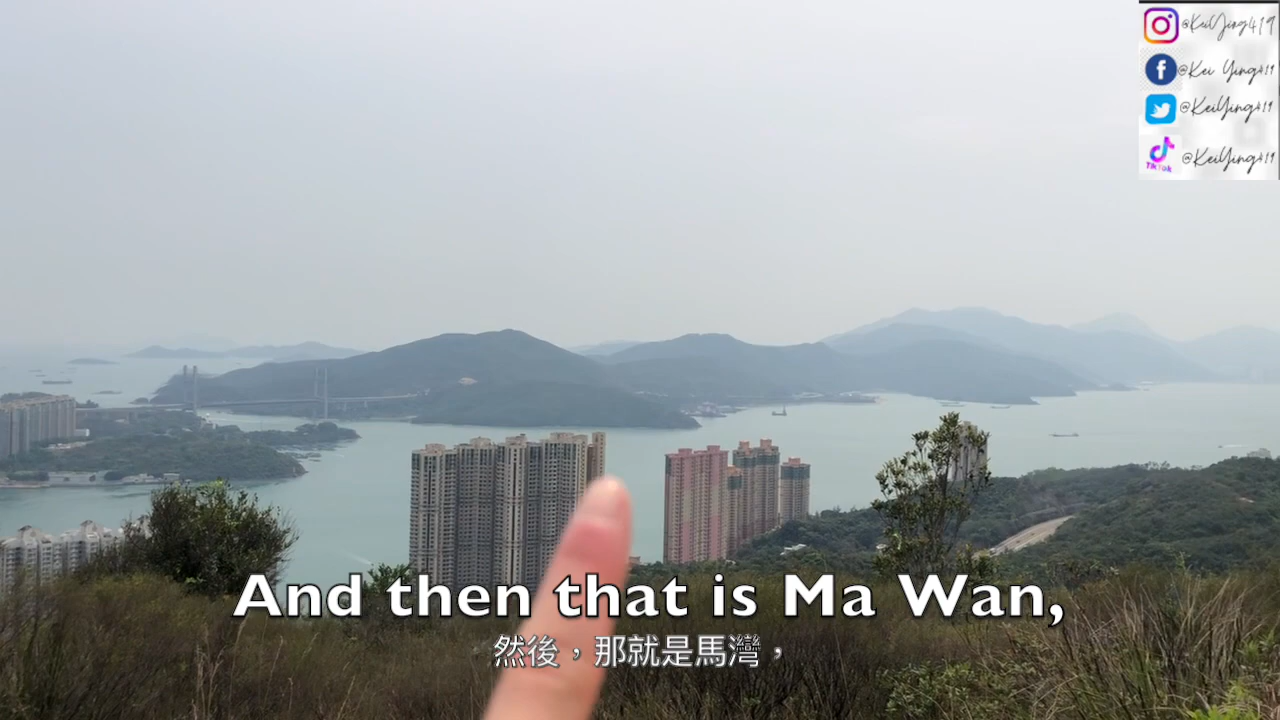 @KeiYing419
@Kei Ying419
@KeiYing419
TikTok
@KeiYing419
And then that is Ma Wan,
然後，那就是馬灣，